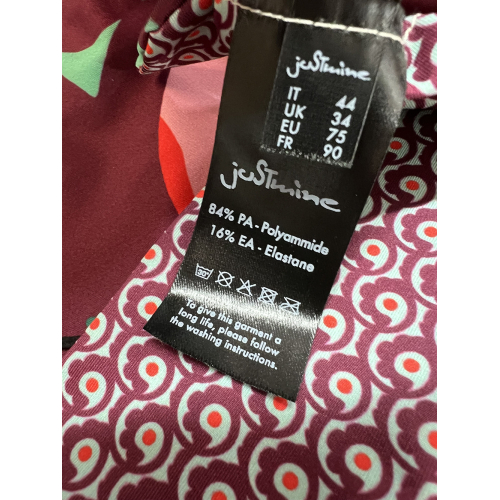 justmine
IT 44
UK 34
EU 75
FR 90
justmine
84% PA - Polyammide
16% EA - Elastane
30°
To give this garment a
long life, please follow
the washing instructions.